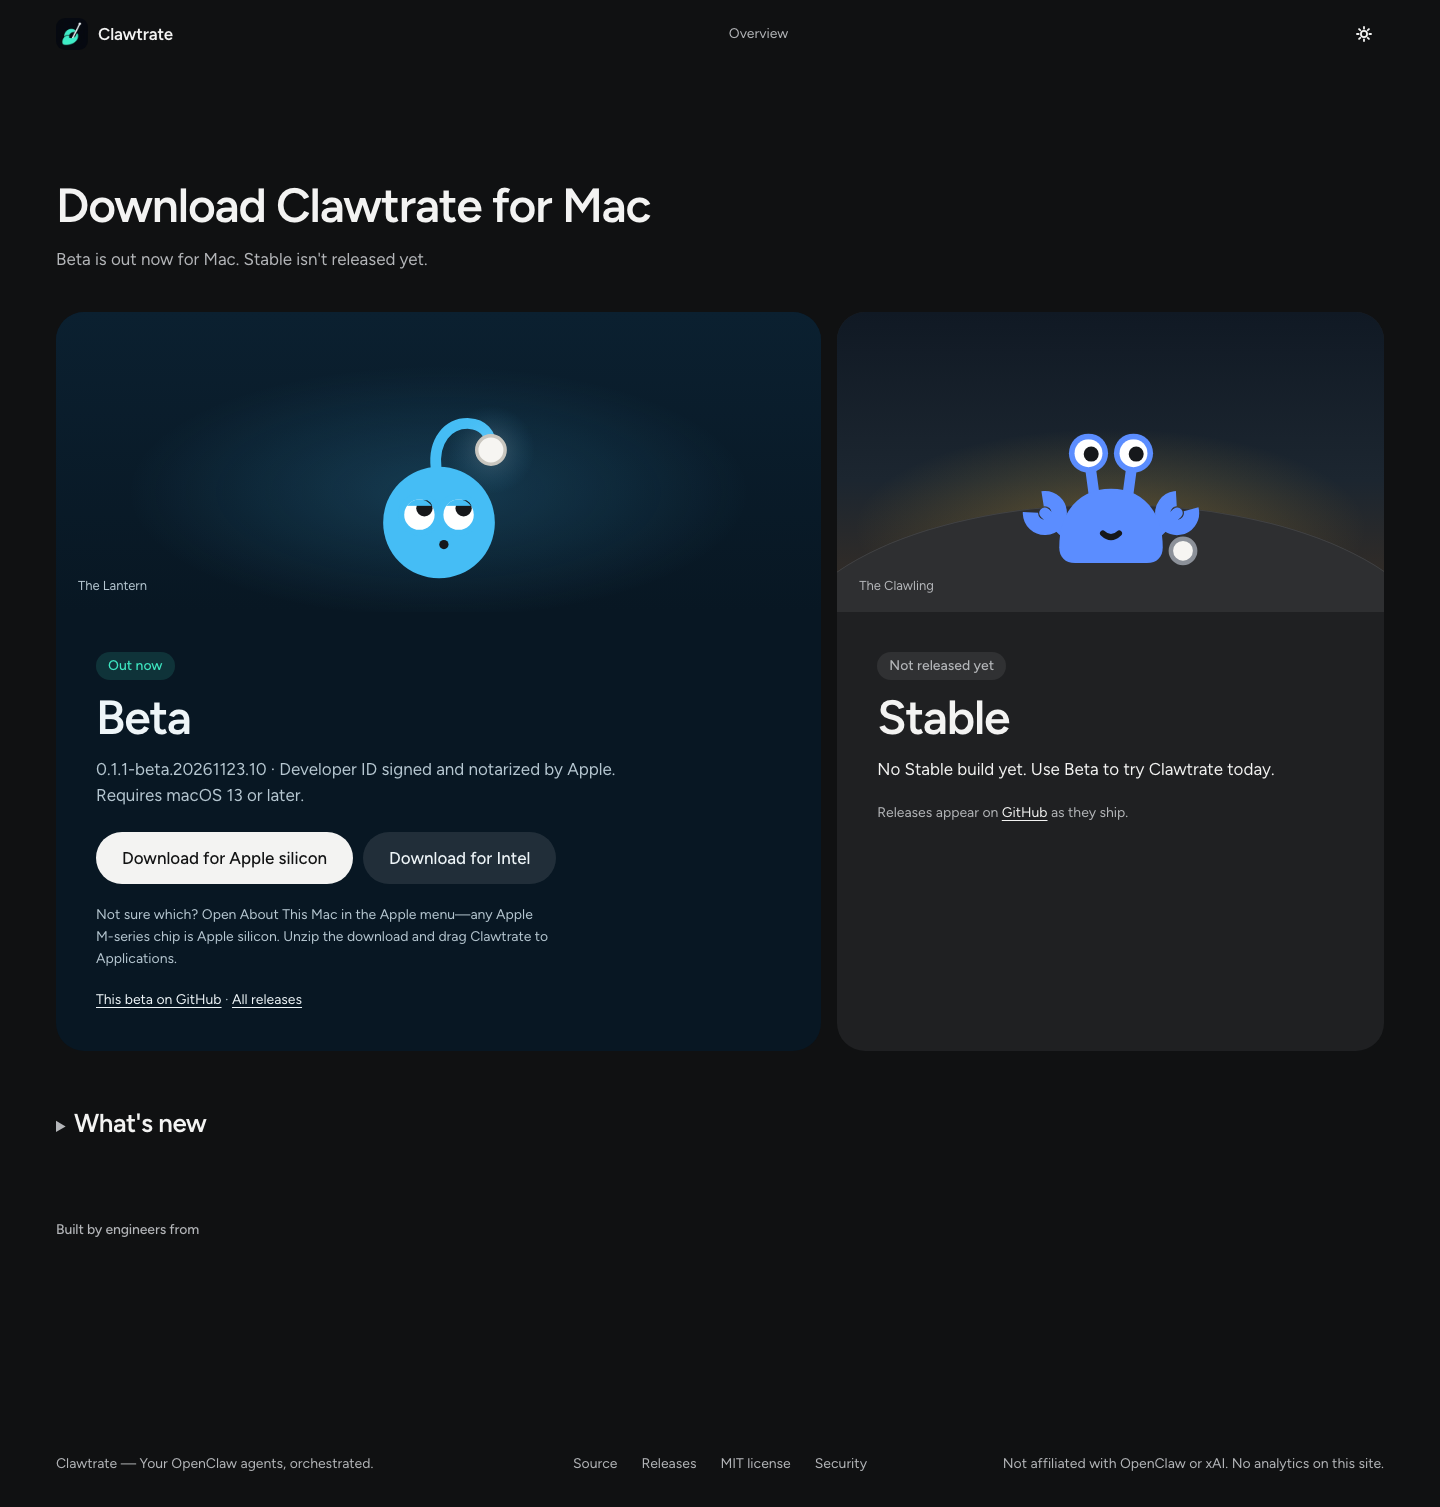 Clawtrate
Overview
Download Clawtrate for Mac
Beta is out now for Mac. Stable isn't released yet.
The Lantern
Out now
Beta
0.1.1-beta.20261123.10 · Developer ID signed and notarized by Apple.
Requires macOS 13 or later.
Download for Apple silicon
Download for Intel
Not sure which? Open About This Mac in the Apple menu—any Apple
M-series chip is Apple silicon. Unzip the download and drag Clawtrate to
Applications.
This beta on GitHub · All releases
The Clawling
Not released yet
Stable
No Stable build yet. Use Beta to try Clawtrate today.
Releases appear on GitHub as they ship.
What's new
Built by engineers from
Clawtrate — Your OpenClaw agents, orchestrated.
Source
Releases
MIT license
Security
Not affiliated with OpenClaw or xAI. No analytics on this site.